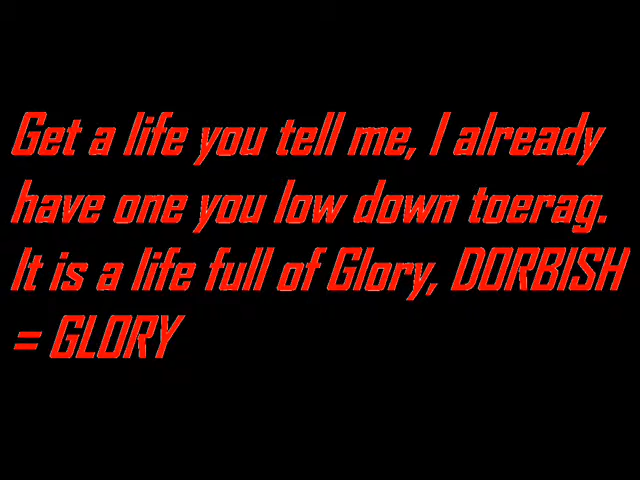 Get a life you tell me, I already
have one you low down toerag.
It is a life full of Glory, DORBISH
= GLORY